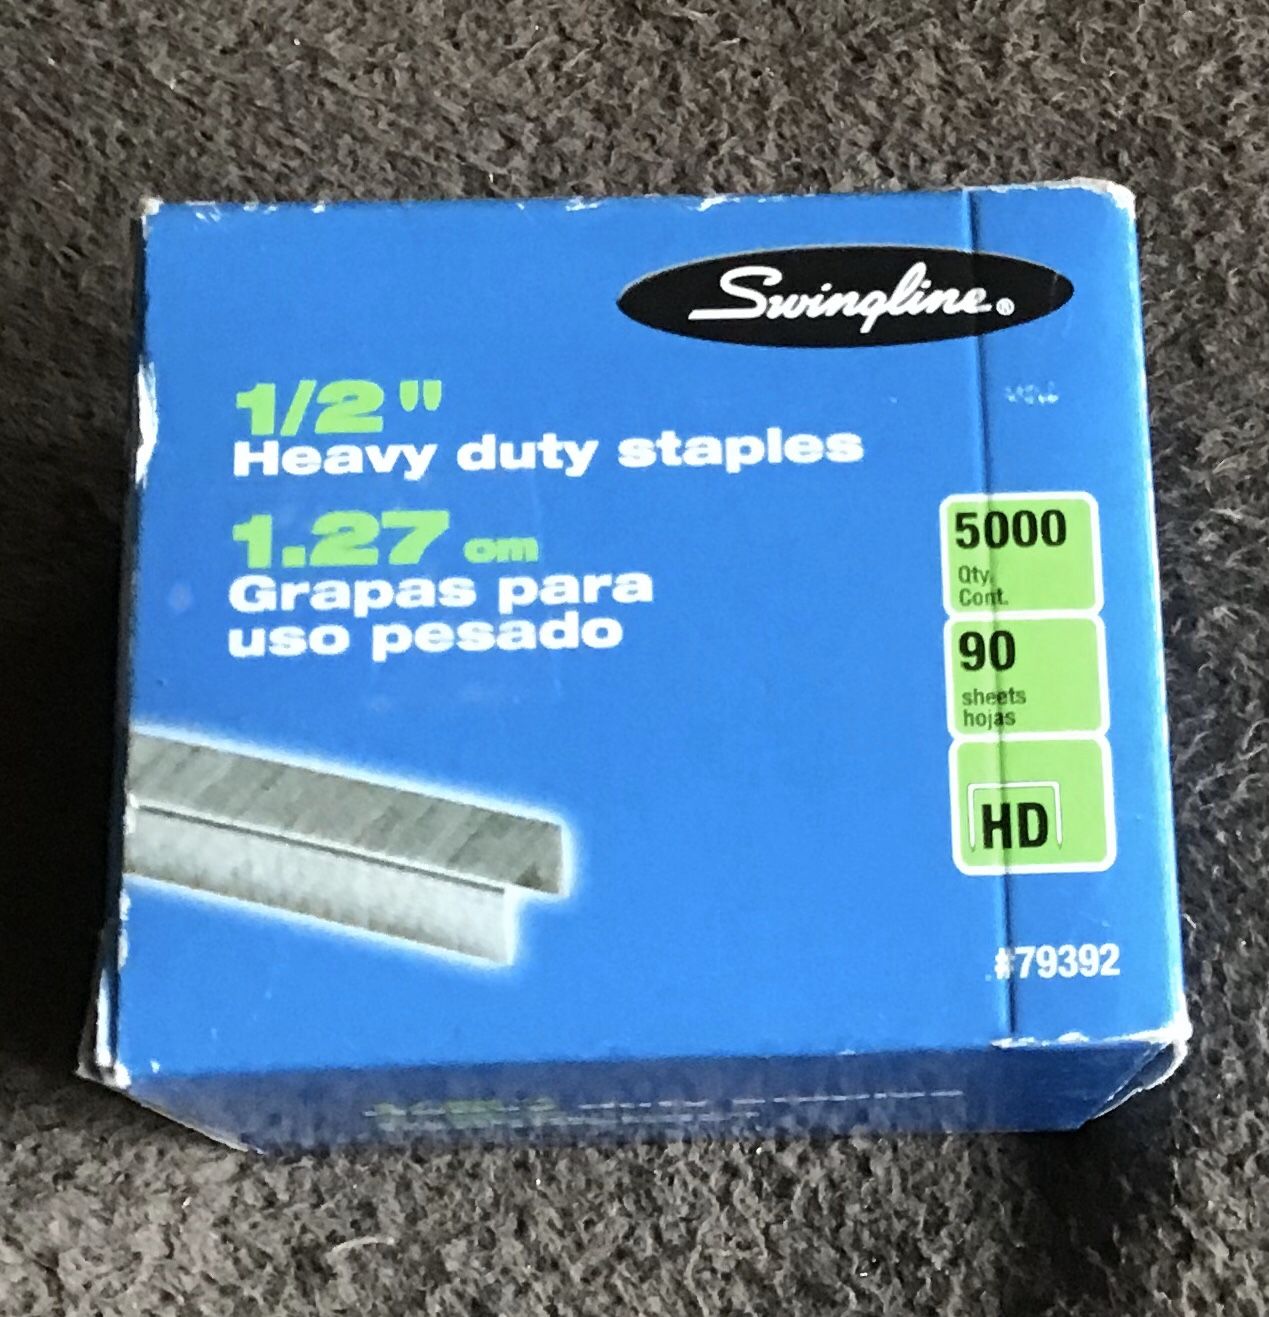 Swingline®
1/2"
Heavy duty staples
1.27 cm
Grapas para
uso pesado
5000
Qty.
Cont.
90
sheets
hojas
HD
#79392